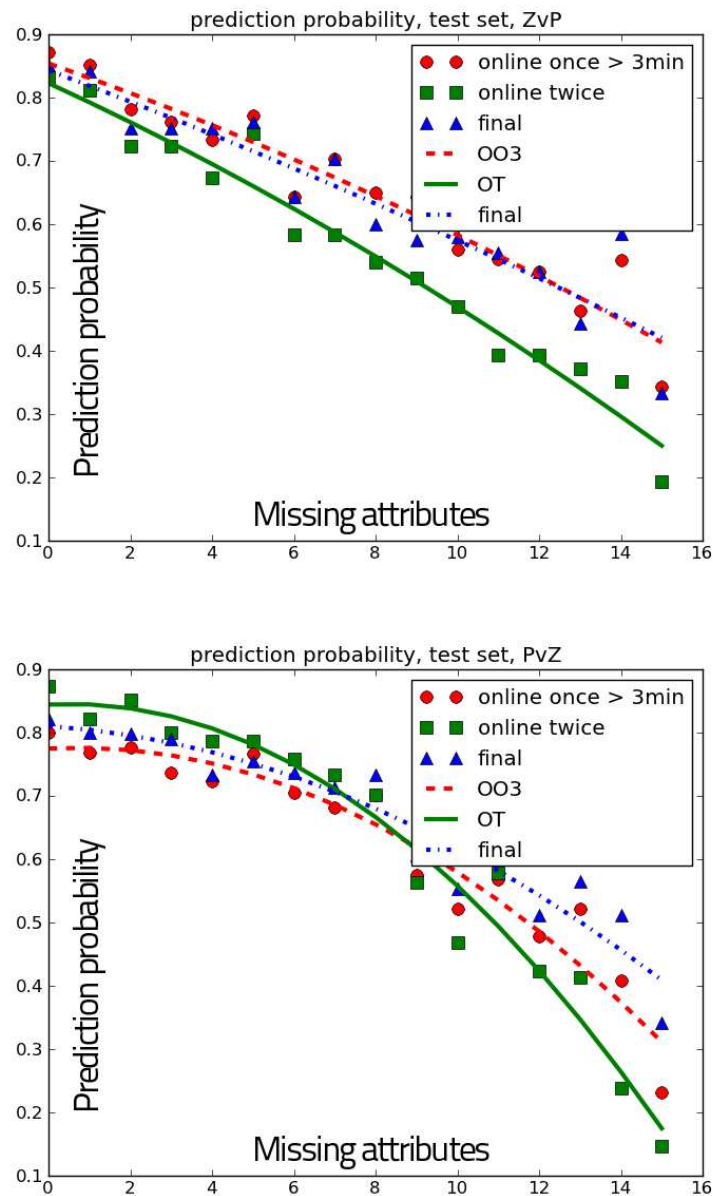 prediction probability, test set, ZvP
0.9
0.8
0.7
0.6
0.5
0.4
0.3
0.2
0.1
Prediction probability
online once > 3min
online twice
final
OO3
OT
final
Missing attributes
0 2 4 6 8 10 12 14 16
prediction probability, test set, PvZ
0.9
0.8
0.7
0.6
0.5
0.4
0.3
0.2
0.1
Prediction probability
online once > 3min
online twice
final
OO3
OT
final
Missing attributes
0 2 4 6 8 10 12 14 16